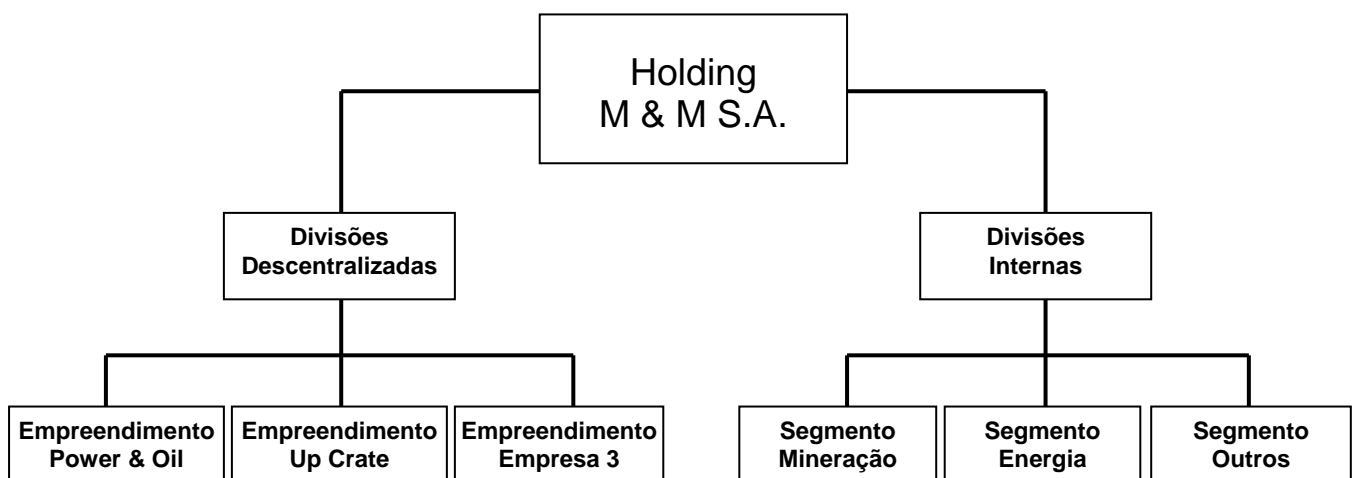 Holding
M & M S.A.
Divisões
Descentralizadas
Divisões
Internas
Empreendimento
Power & Oil
Empreendimento
Up Crate
Empreendimento
Empresa 3
Segmento
Mineração
Segmento
Energia
Segmento
Outros